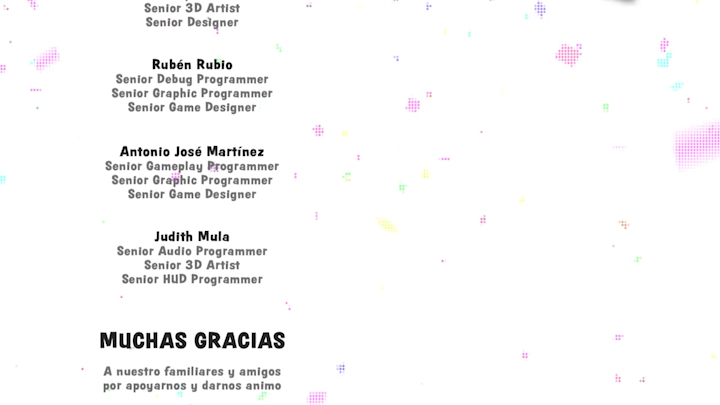 Senior 3D Artist
Senior Designer
Rubén Rubio
Senior Debug Programmer
Senior Graphic Programmer
Senior Game Designer
Antonio José Martínez
Senior Gameplay Programmer
Senior Graphic Programmer
Senior Game Designer
Judith Mula
Senior Audio Programmer
Senior 3D Artist
Senior HUD Programmer
MUCHAS GRACIAS
A nuestro familiares y amigos
por apoyarnos y darnos animo